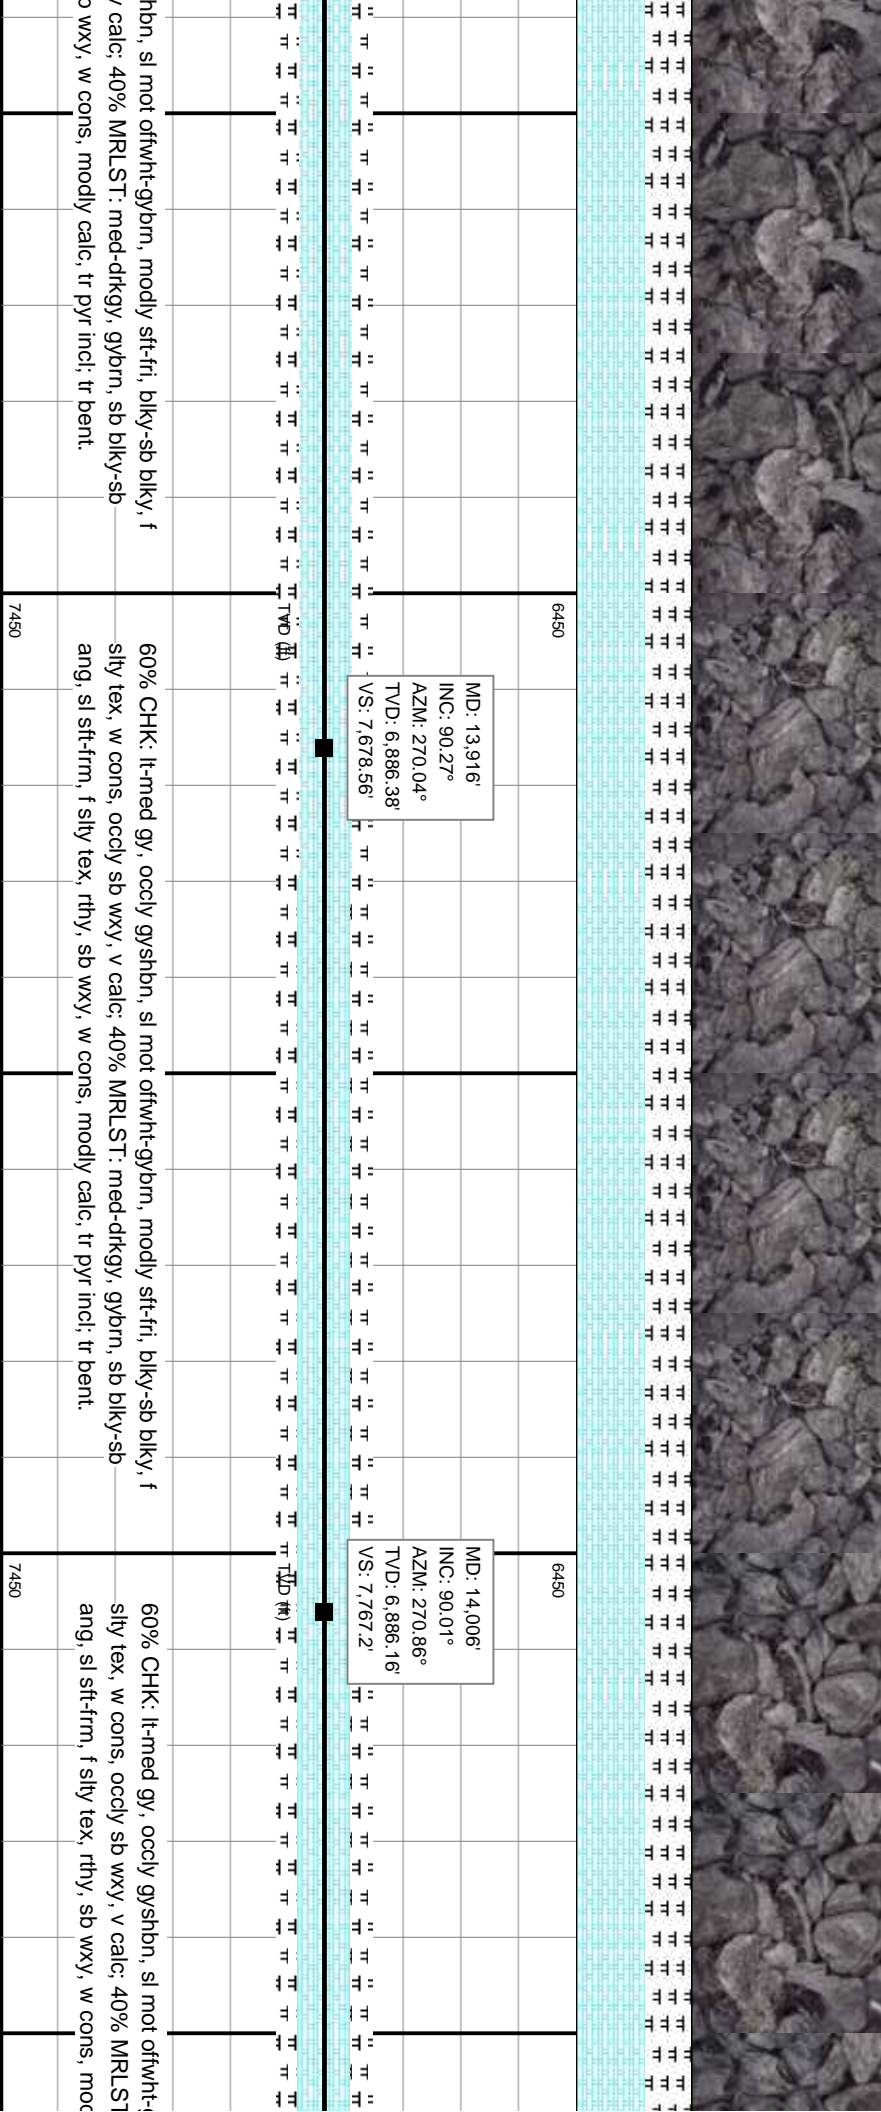 hbn, sl mot offwht-gybrn, modly sft-fri, blky-sb blky, f
calc; 40% MRLST: med-drkgy, gybrn, sb blky-sb
wxy, w cons, modly calc, tr pyr incl; tr bent.
6450
TVD (ft)
7450
MD: 13,916'
INC: 90.27°
AZM: 270.04°
TVD: 6,886.38'
VS: 7,678.56'
60% CHK: lt-med gy, occly gyshbn, sl mot offwht-gybrn, modly sft-fri, blky-sb blky, f
slty tex, w cons, occly sb wxy, v calc; 40% MRLST: med-drkgy, gybrn, sb blky-sb
ang, sl sft-frm, f slty tex, rthy, sb wxy, w cons, modly calc, tr pyr incl; tr bent.
6450
TVD (ft)
7450
MD: 14,006'
INC: 90.01°
AZM: 270.86°
TVD: 6,886.16'
VS: 7,767.2'
60% CHK: lt-med gy, occly gyshbn, sl mot offwht-
slty tex, w cons, occly sb wxy, v calc; 40% MRLST
ang, sl sft-frm, f slty tex, rthy, sb wxy, w cons, mod